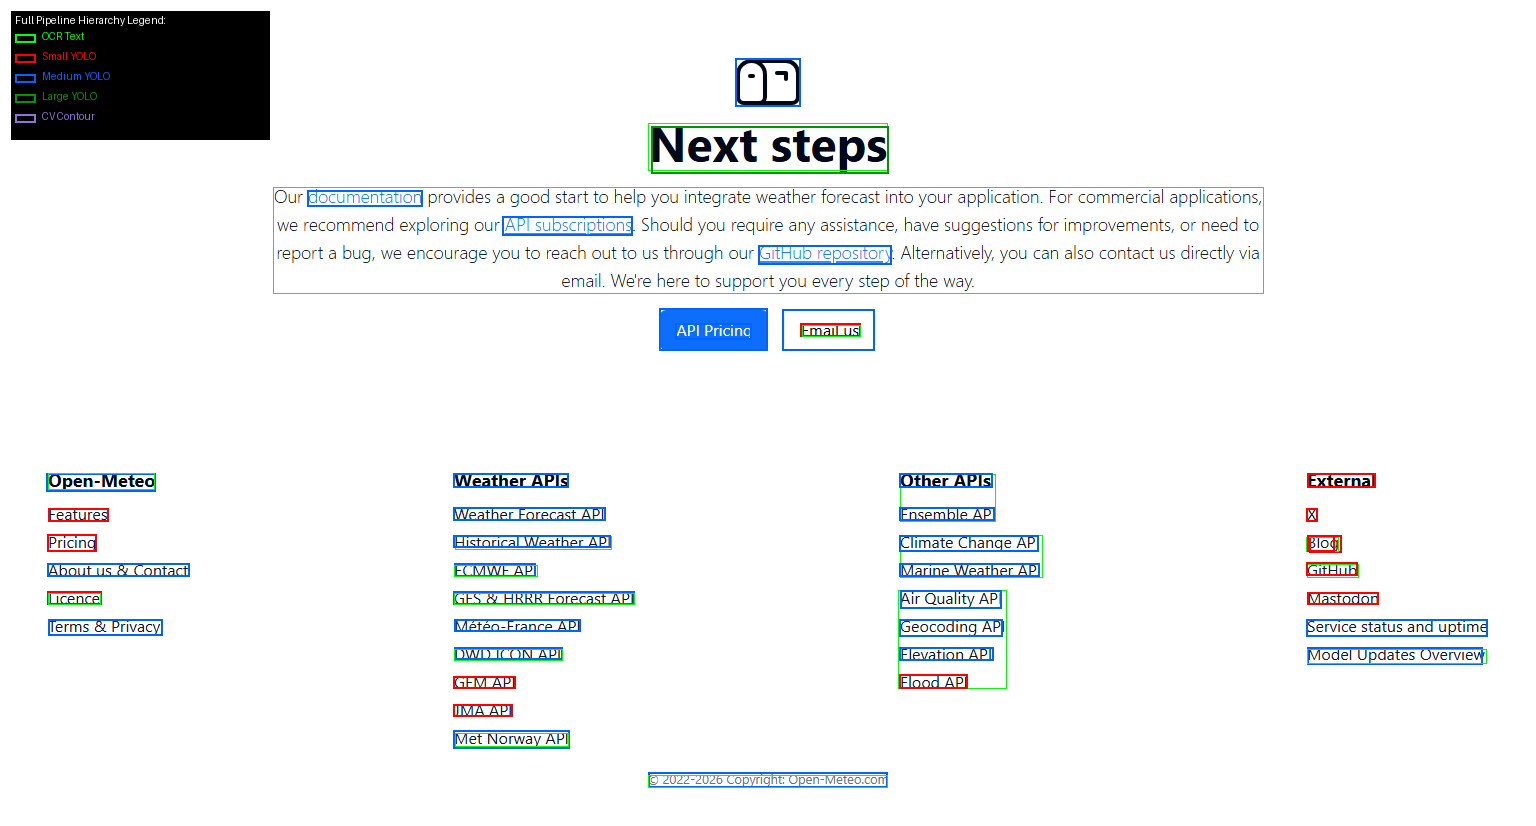 Full Pipeline Hierarchy Legend:
OCR Text
Small YOLO
Medium YOLO
Large YOLO
CV Contour
Next steps
Our documentation provides a good start to help you integrate weather forecast into your application. For commercial applications,
we recommend exploring our API subscriptions. Should you require any assistance, have suggestions for improvements, or need to
report a bug, we encourage you to reach out to us through our GitHub repository. Alternatively, you can also contact us directly via
email. We're here to support you every step of the way.
API Pricing
Email us
Open-Meteo
Features
Pricing
About us & Contact
Licence
Terms & Privacy
Weather APIs
Weather Forecast API
Historical Weather API
ECMWF API
GFS & HRRR Forecast API
Météo-France API
DWD ICON API
GEM API
JMA API
Met Norway API
Other APIs
Ensemble API
Climate Change API
Marine Weather API
Air Quality API
Geocoding API
Elevation API
Flood API
External
X
Blog
GitHub
Mastodon
Service status and uptime
Model Updates Overview
© 2022-2026 Copyright: Open-Meteo.com